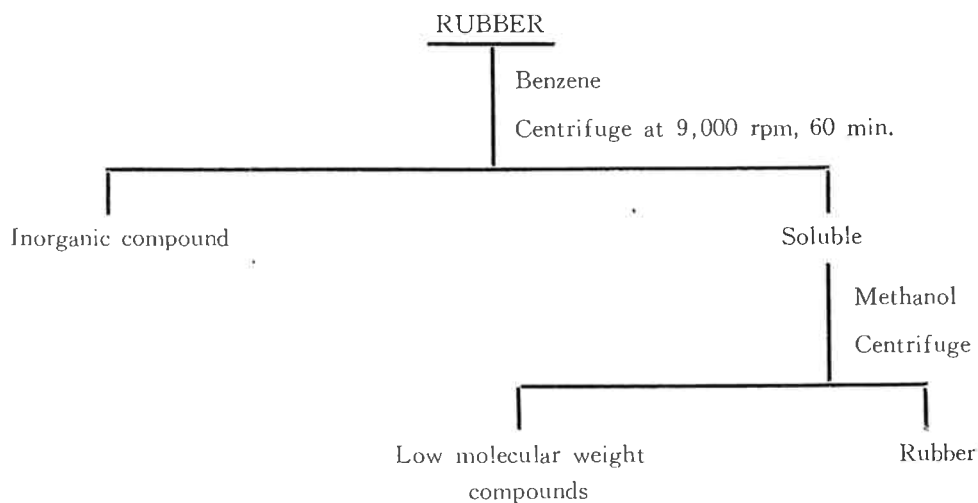 RUBBER
Benzene
Centrifuge at 9,000 rpm, 60 min.
Inorganic compound
Soluble
Methanol
Centrifuge
Low molecular weight
compounds
Rubber